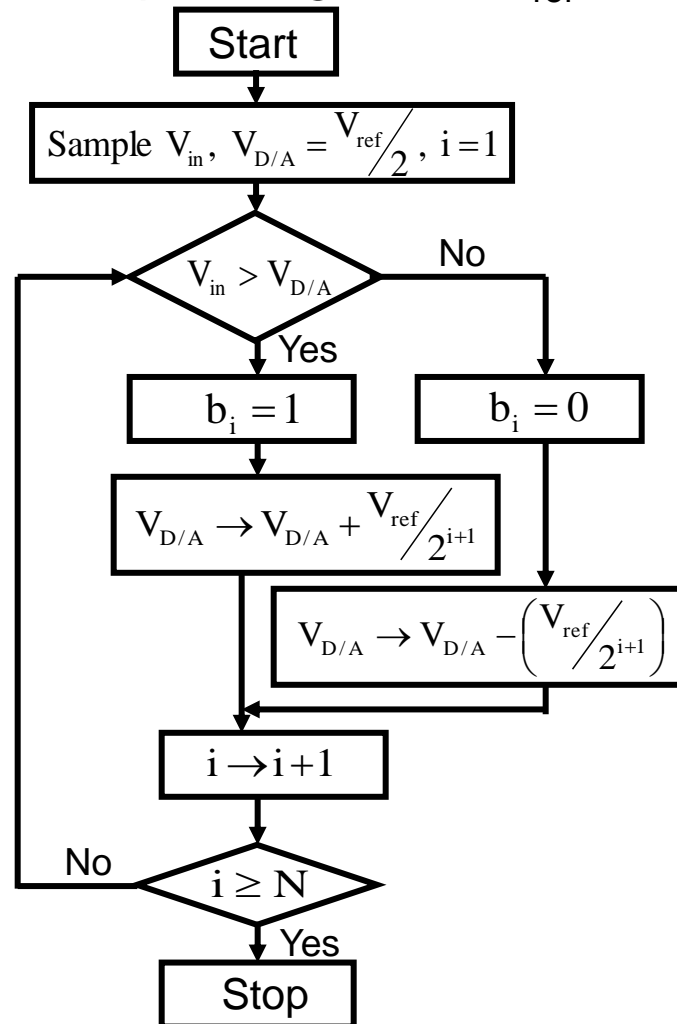 Start
Sample V_in, V_D/A = V_ref/2, i = 1
V_in > V_D/A
No
Yes
b_i = 1
b_i = 0
V_D/A → V_D/A + V_ref/2^{i+1}
V_D/A → V_D/A − (V_ref/2^{i+1})
i → i + 1
No
i ≥ N
Yes
Stop